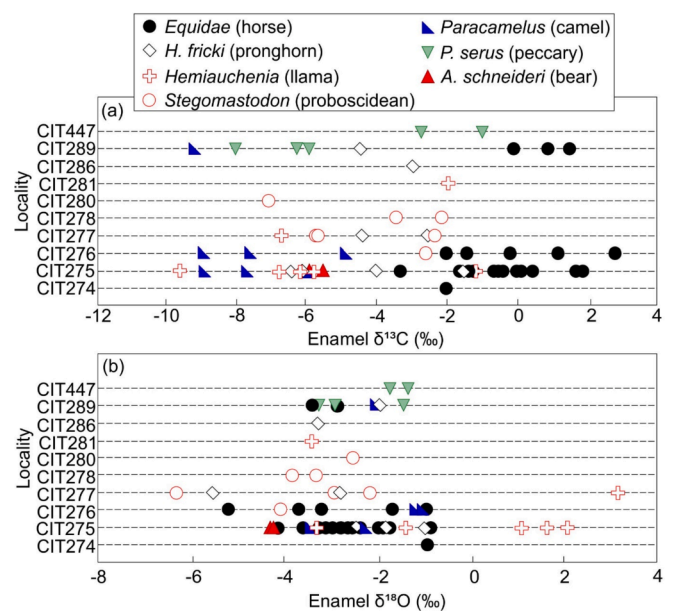 Equidae (horse)
Paracamelus (camel)
H. fricki (pronghorn)
P. serus (peccary)
Hemiauchenia (llama)
A. schneideri (bear)
Stegomastodon (proboscidean)
(a)
Locality
CIT447
CIT289
CIT286
CIT281
CIT280
CIT278
CIT277
CIT276
CIT275
CIT274
-12 -10 -8 -6 -4 -2 0 2 4
Enamel δ¹³C (‰)
(b)
Locality
CIT447
CIT289
CIT286
CIT281
CIT280
CIT278
CIT277
CIT276
CIT275
CIT274
-8 -6 -4 -2 0 2 4
Enamel δ¹⁸O (‰)